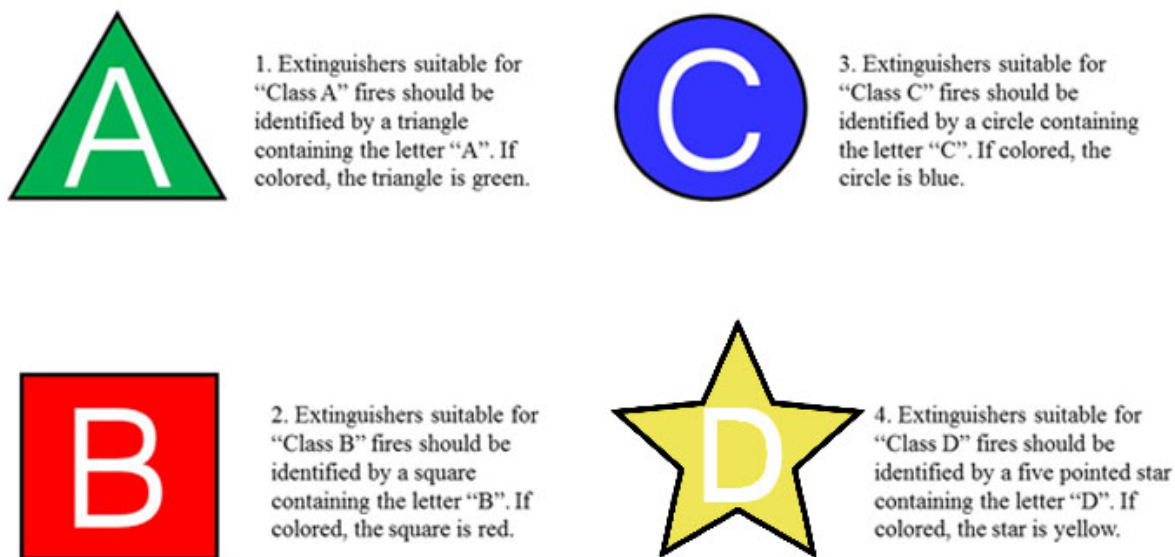 A
1. Extinguishers suitable for
“Class A” fires should be
identified by a triangle
containing the letter “A”. If
colored, the triangle is green.
C
3. Extinguishers suitable for
“Class C” fires should be
identified by a circle containing
the letter “C”. If colored, the
circle is blue.
B
2. Extinguishers suitable for
“Class B” fires should be
identified by a square
containing the letter “B”. If
colored, the square is red.
D
4. Extinguishers suitable for
“Class D” fires should be
identified by a five pointed star
containing the letter “D”. If
colored, the star is yellow.